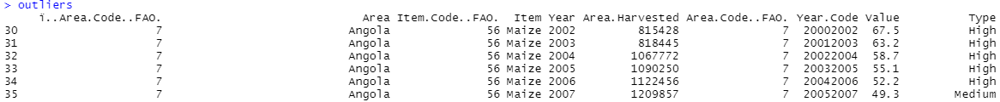 > outliers
ï..Area.Code..FAO. Area Item.Code..FAO. Item Year Area.Harvested Area.Code..FAO. Year.Code Value Type
30 7 Angola 56 Maize 2002 815428 7 20002002 67.5 High
31 7 Angola 56 Maize 2003 818445 7 20012003 63.2 High
32 7 Angola 56 Maize 2004 1067772 7 20022004 58.7 High
33 7 Angola 56 Maize 2005 1090250 7 20032005 55.1 High
34 7 Angola 56 Maize 2006 1122456 7 20042006 52.2 High
35 7 Angola 56 Maize 2007 1209857 7 20052007 49.3 Medium